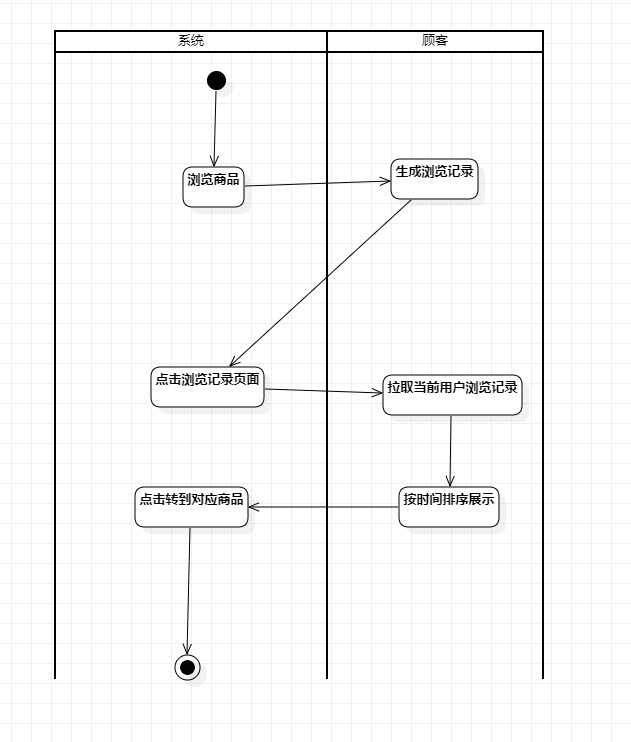 系统
顾客
浏览商品
生成浏览记录
点击浏览记录页面
拉取当前用户浏览记录
点击转到对应商品
按时间排序展示